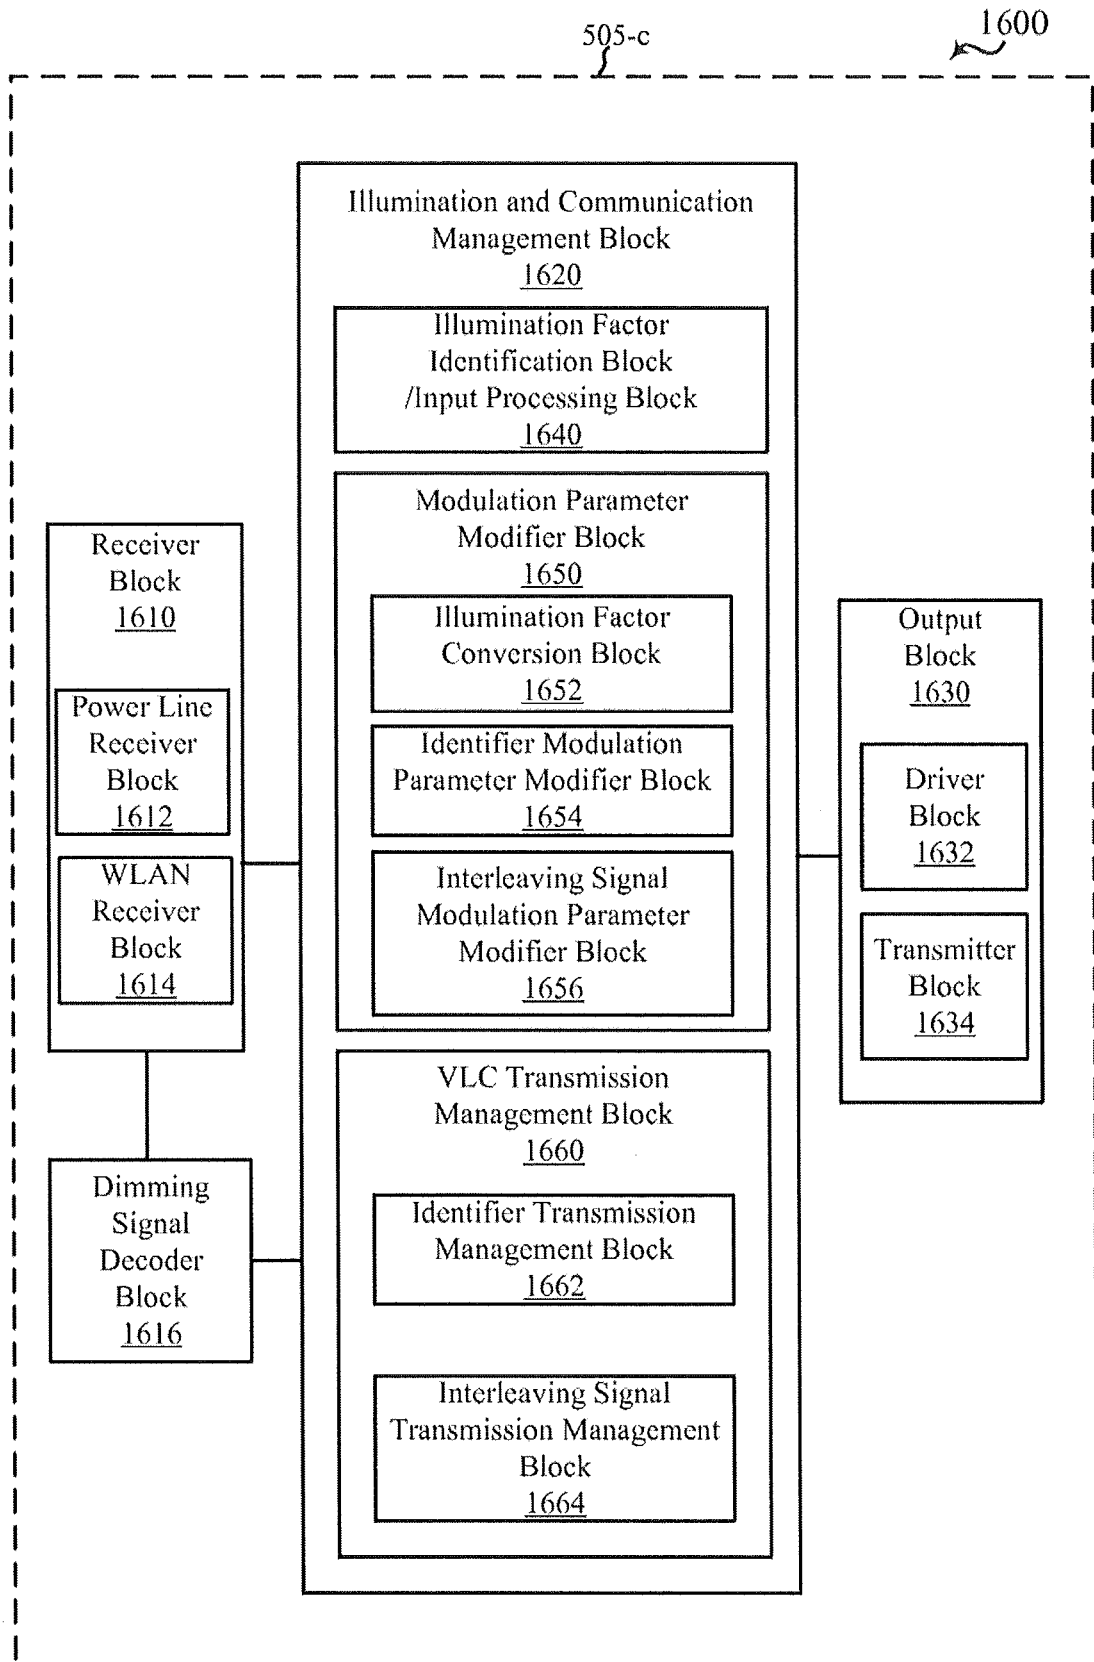 1600
505-c
Illumination and Communication
Management Block
1620
Illumination Factor
Identification Block
/Input Processing Block
1640
Modulation Parameter
Modifier Block
1650
Illumination Factor
Conversion Block
1652
Identifier Modulation
Parameter Modifier Block
1654
Interleaving Signal
Modulation Parameter
Modifier Block
1656
VLC Transmission
Management Block
1660
Identifier Transmission
Management Block
1662
Interleaving Signal
Transmission Management
Block
1664
Receiver
Block
1610
Power Line
Receiver
Block
1612
WLAN
Receiver
Block
1614
Dimming
Signal
Decoder
Block
1616
Output
Block
1630
Driver
Block
1632
Transmitter
Block
1634